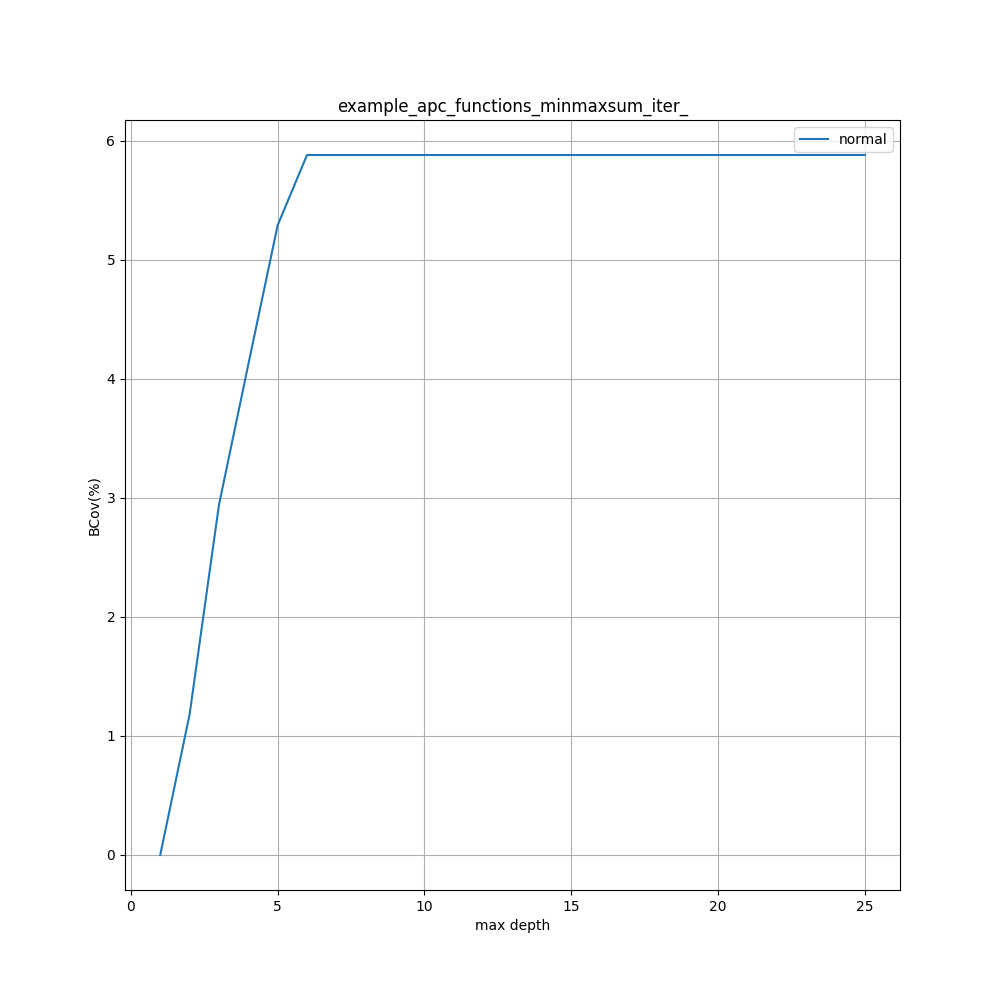 example_apc_functions_minmaxsum_iter_
normal
6
5
4
3
2
1
0
BCov(%)
0 5 10 15 20 25
max depth